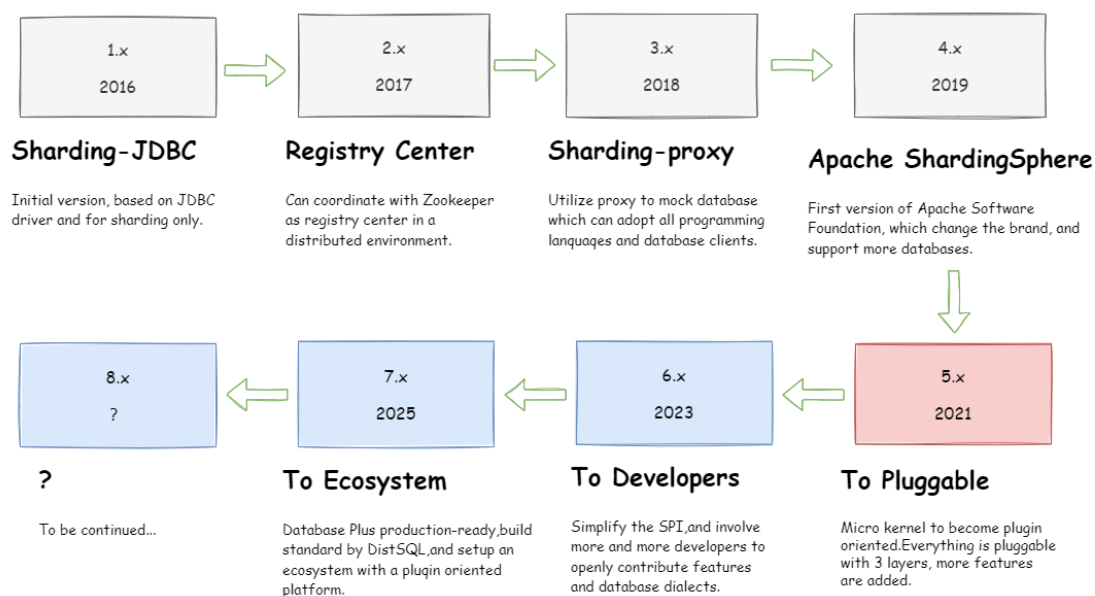 1.x
2016
2.x
2017
3.x
2018
4.x
2019
Sharding-JDBC
Initial version, based on JDBC
driver and for sharding only.
Registry Center
Can coordinate with Zookeeper
as registry center in a
distributed environment.
Sharding-proxy
Utilize proxy to mock database
which can adopt all programming
languages and database clients.
Apache ShardingSphere
First version of Apache Software
Foundation, which change the brand, and
support more databases.
8.x
?
7.x
2025
6.x
2023
5.x
2021
?
To be continued...
To Ecosystem
Database Plus production-ready,build
standard by DistSQL,and setup an
ecosystem with a plugin oriented
platform.
To Developers
Simplify the SPI,and involve
more and more developers to
openly contribute features
and database dialects.
To Pluggable
Micro kernel to become plugin
oriented.Everything is pluggable
with 3 layers, more features
are added.